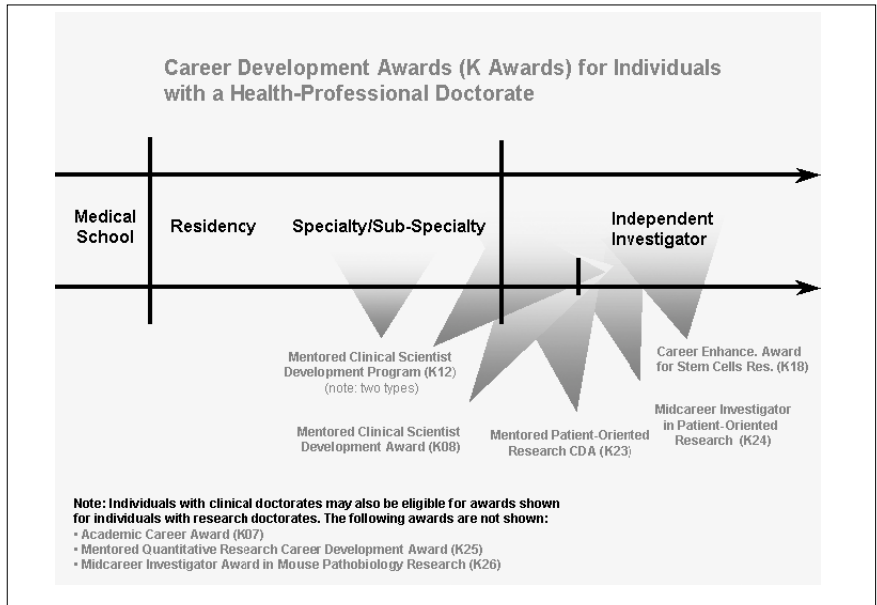 Career Development Awards (K Awards) for Individuals
with a Health-Professional Doctorate
Medical
School
Residency
Specialty/Sub-Specialty
Independent
Investigator
Mentored Clinical Scientist
Development Program (K12)
(note: two types)
Mentored Clinical Scientist
Development Award (K08)
Mentored Patient-Oriented
Research CDA (K23)
Career Enhance. Award
for Stem Cells Res. (K18)
Midcareer Investigator
in Patient-Oriented
Research (K24)
Note: Individuals with clinical doctorates may also be eligible for awards shown
for individuals with research doctorates. The following awards are not shown:
• Academic Career Award (K07)
• Mentored Quantitative Research Career Development Award (K25)
• Midcareer Investigator Award in Mouse Pathobiology Research (K26)